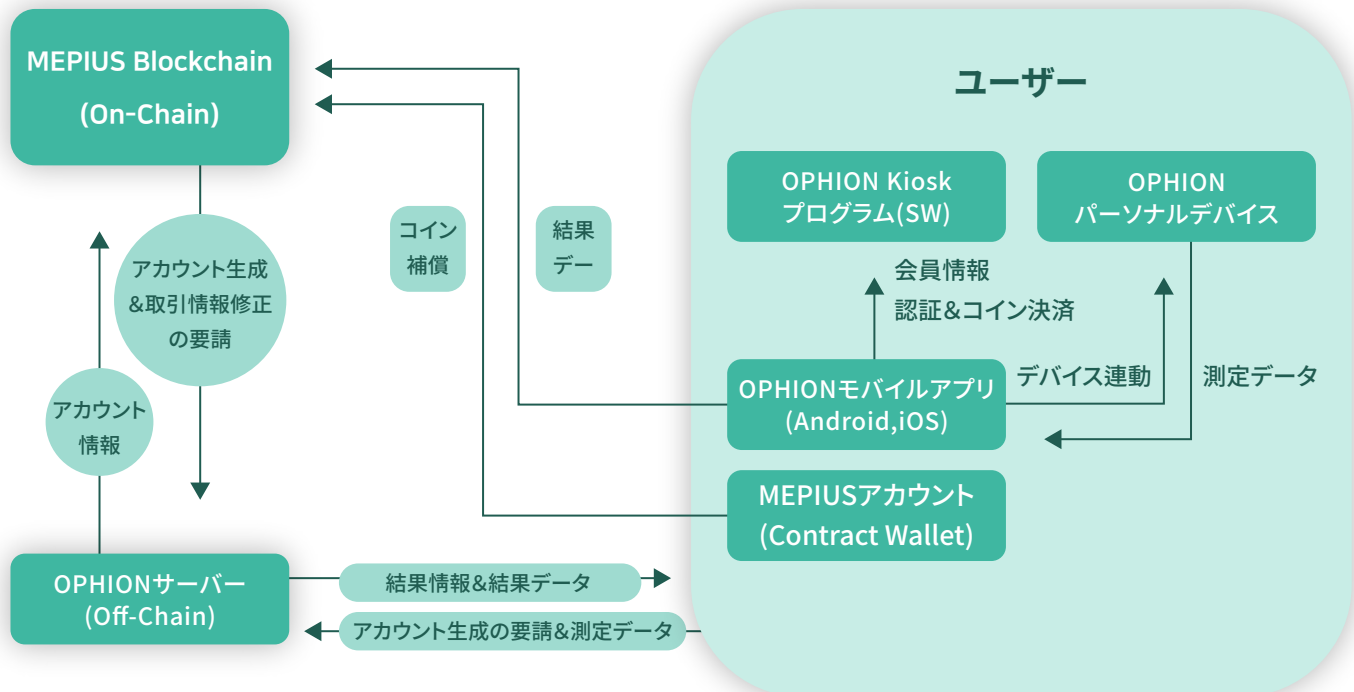 MEPIUS Blockchain
(On-Chain)
アカウント生成
&取引情報修正
の要請
アカウント
情報
OPHIONサーバー
(Off-Chain)
コイン
補償
結果
デー
結果情報&結果データ
アカウント生成の要請&測定データ
ユーザー
OPHION Kiosk
プログラム(SW)
OPHION
パーソナルデバイス
会員情報
認証&コイン決済
OPHIONモバイルアプリ
(Android,iOS)
デバイス連動
測定データ
MEPIUSアカウント
(Contract Wallet)